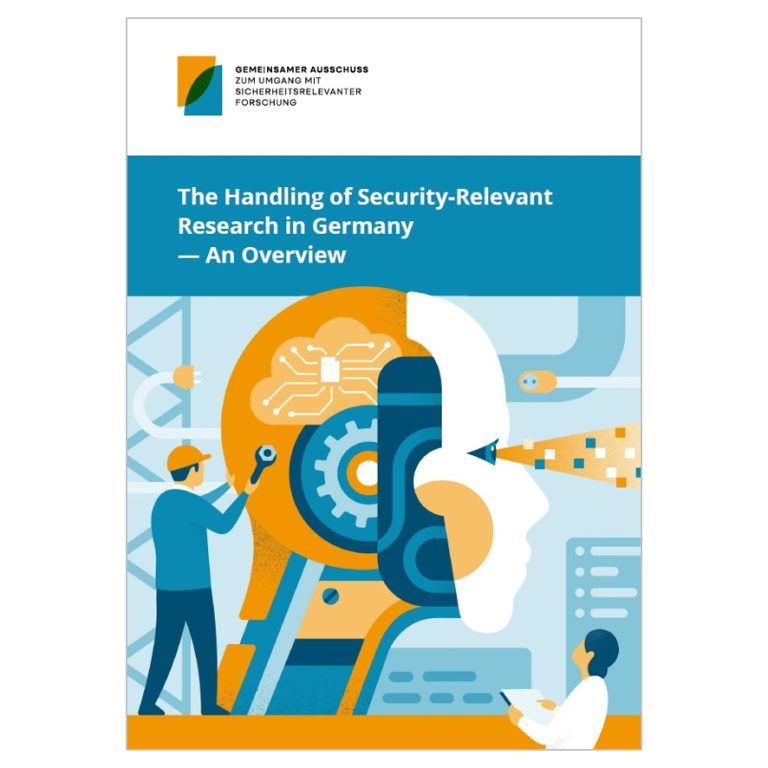 GEMEINSAMER AUSSCHUSS
ZUM UMGANG MIT
SICHERHEITSRELEVANTER
FORSCHUNG
The Handling of Security-Relevant
Research in Germany
— An Overview